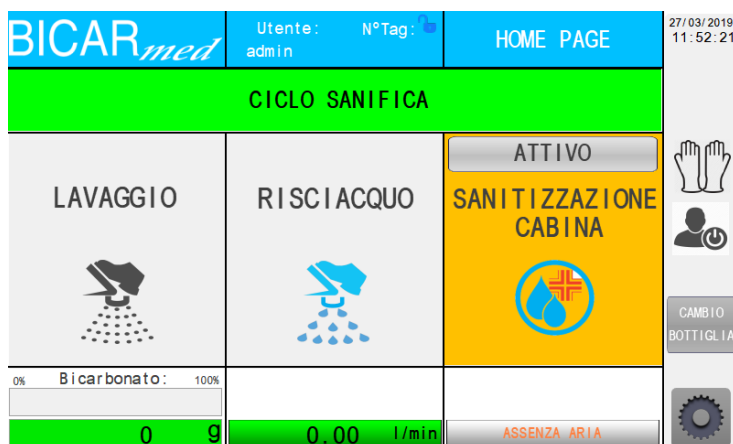 BICARmed
Utente: N°Tag:
admin
HOME PAGE
27/03/2019
11:52:21
CICLO SANIFICA
LAVAGGIO
RISCIACQUO
ATTIVO
SANITIZZAZIONE
CABINA
CAMBIO
BOTTIGLIA
0% Bicarbonato: 100%
0 g
0.00 l/min
ASSENZA ARIA